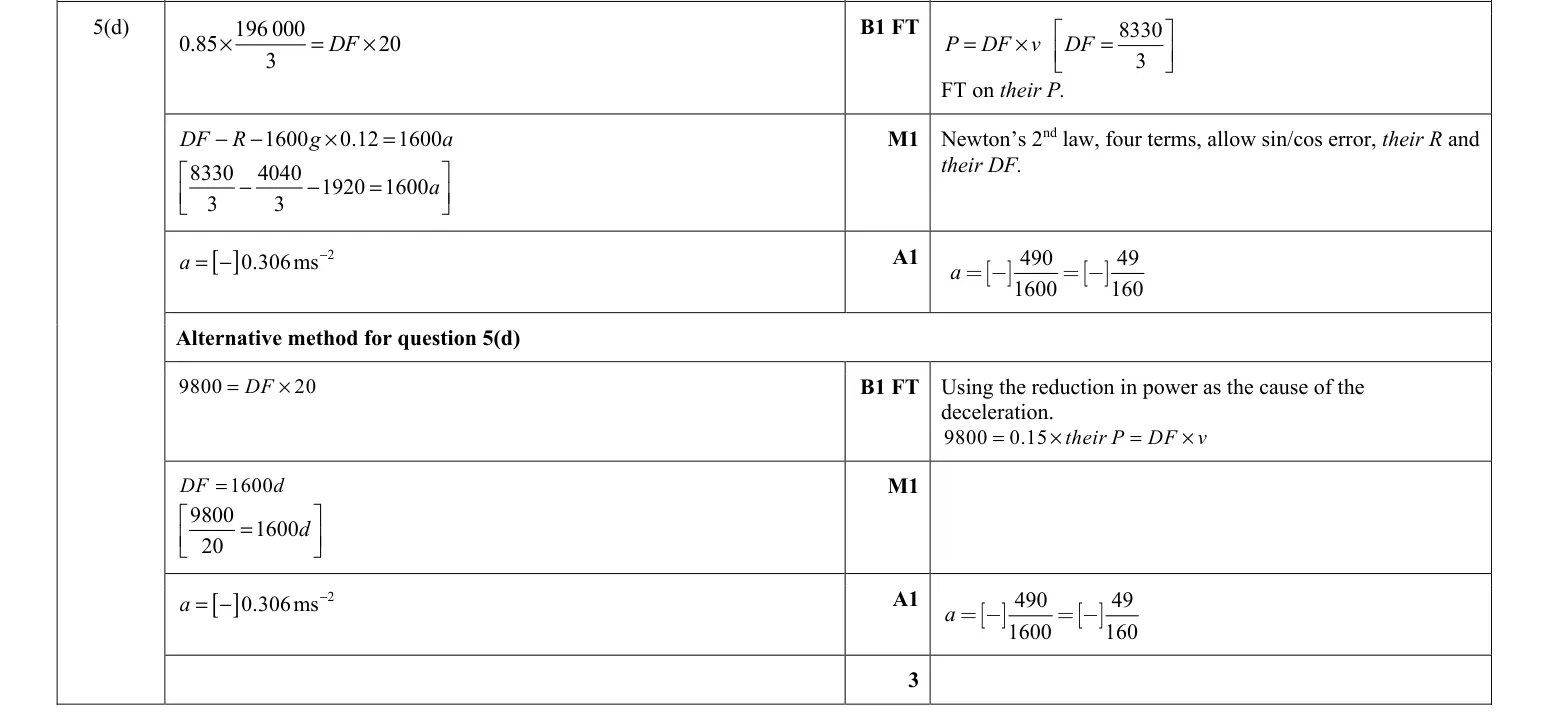 5(d)
0.85 × 196 000/3 = DF × 20
B1 FT
P = DF × v [DF = 8330/3]
FT on their P.
DF − R − 1600g × 0.12 = 1600a
[8330/3 − 4040/3 − 1920 = 1600a]
M1
Newton’s 2nd law, four terms, allow sin/cos error, their R and
their DF.
a = [−]0.306 ms⁻²
A1
a = [−]490/1600 = [−]49/160
Alternative method for question 5(d)
9800 = DF × 20
B1 FT
Using the reduction in power as the cause of the
deceleration.
9800 = 0.15 × their P = DF × v
DF = 1600d
[9800/20 = 1600d]
M1
a = [−]0.306 ms⁻²
A1
a = [−]490/1600 = [−]49/160
3